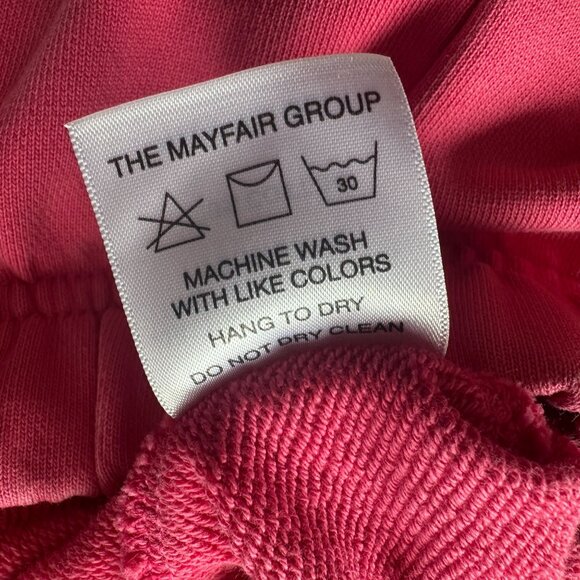 THE MAYFAIR GROUP
30
MACHINE WASH
WITH LIKE COLORS
HANG TO DRY
DO NOT DRY CLEAN